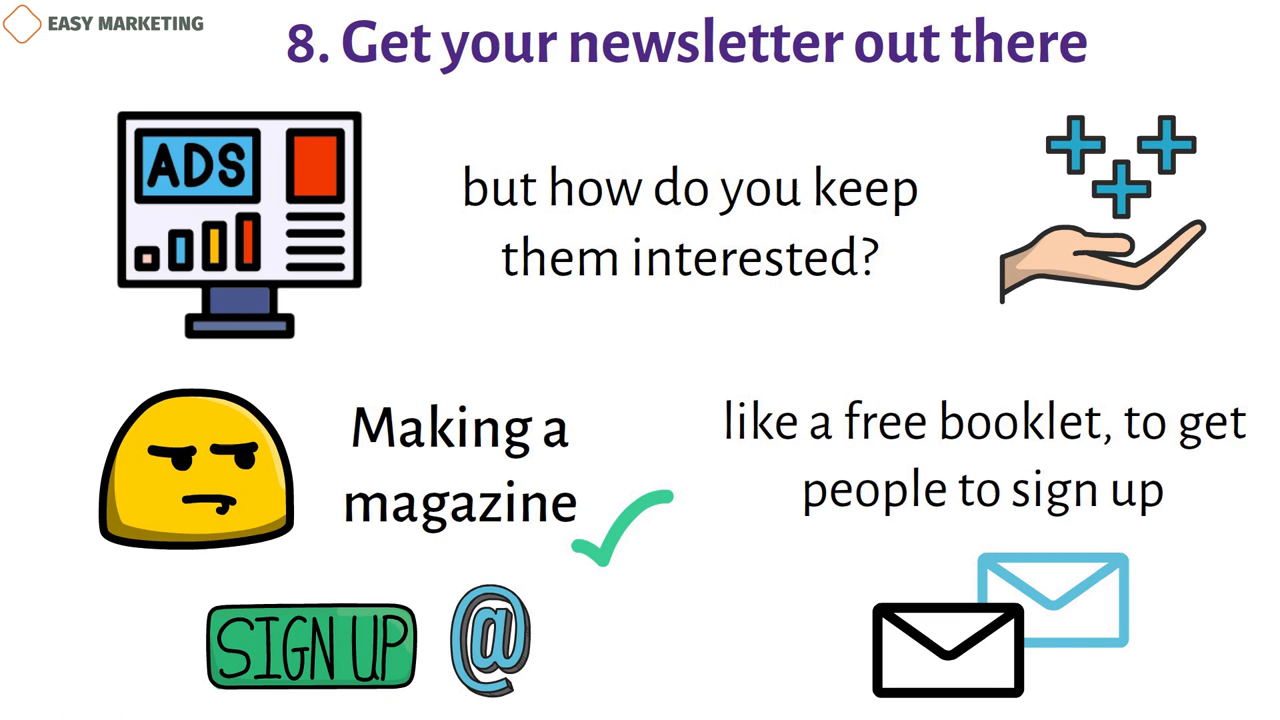 EASY MARKETING
8. Get your newsletter out there
ADS
but how do you keep
them interested?
Making a
magazine
like a free booklet, to get
people to sign up
SIGN UP
@